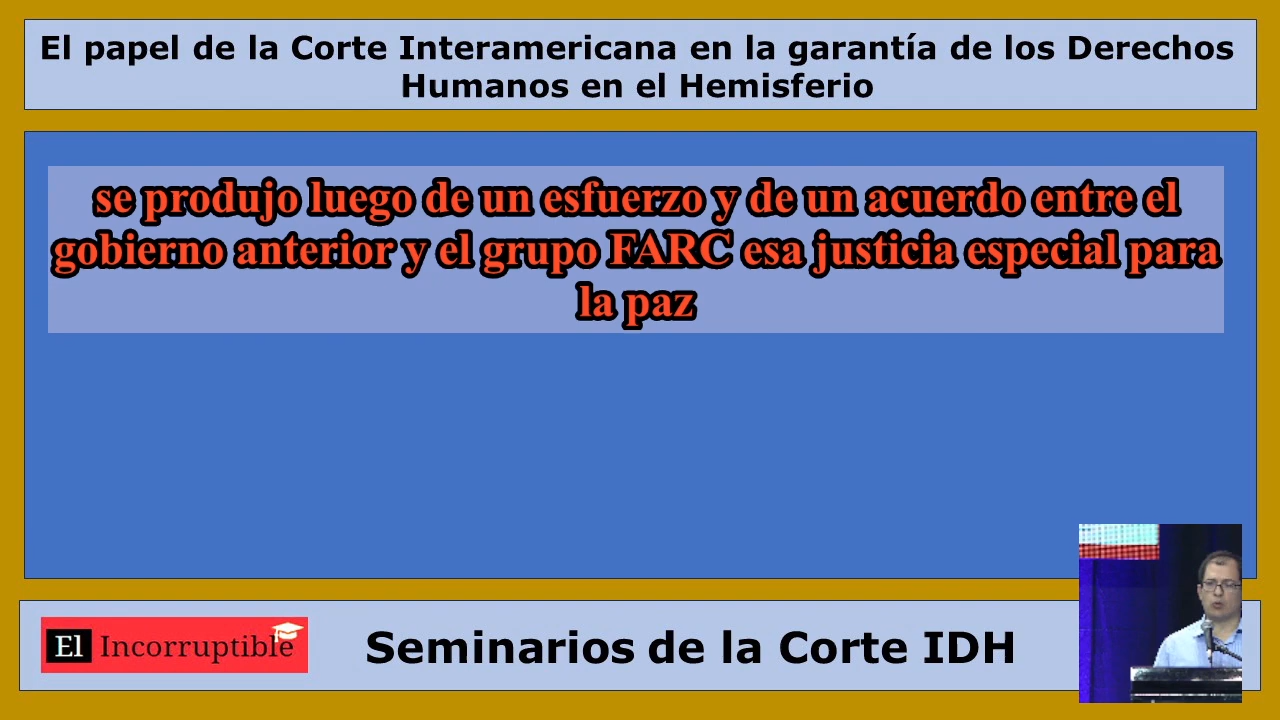 El papel de la Corte Interamericana en la garantía de los Derechos
Humanos en el Hemisferio
se produjo luego de un esfuerzo y de un acuerdo entre el
gobierno anterior y el grupo FARC esa justicia especial para
la paz
El Incorruptible
Seminarios de la Corte IDH